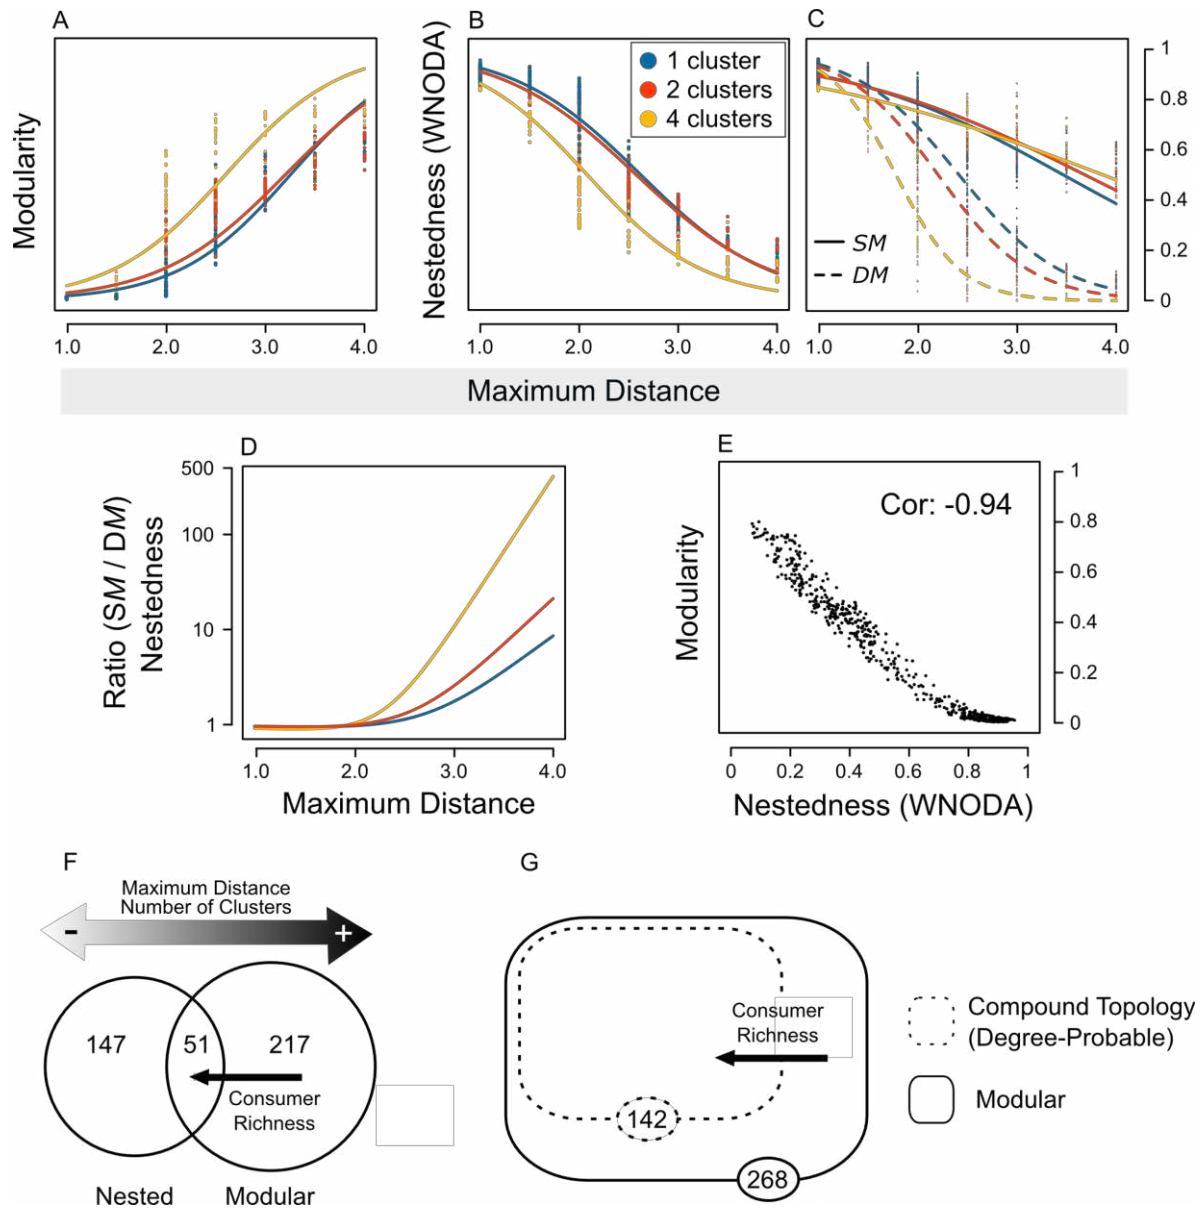 A
B
C
Modularity
Nestedness (WNODA)
1 cluster
2 clusters
4 clusters
SM
DM
1
0.8
0.6
0.4
0.2
0
1.0 2.0 3.0 4.0
1.0 2.0 3.0 4.0
1.0 2.0 3.0 4.0
Maximum Distance
D
Ratio (SM / DM)
Nestedness
500
100
10
1
1.0 2.0 3.0 4.0
Maximum Distance
E
Cor: -0.94
Modularity
1
0.8
0.6
0.4
0.2
0
0 0.2 0.4 0.6 0.8 1
Nestedness (WNODA)
F
Maximum Distance
Number of Clusters
- +
147 51 217
Consumer
Richness
Nested Modular
G
Consumer
Richness
142
268
Compound Topology
(Degree-Probable)
Modular